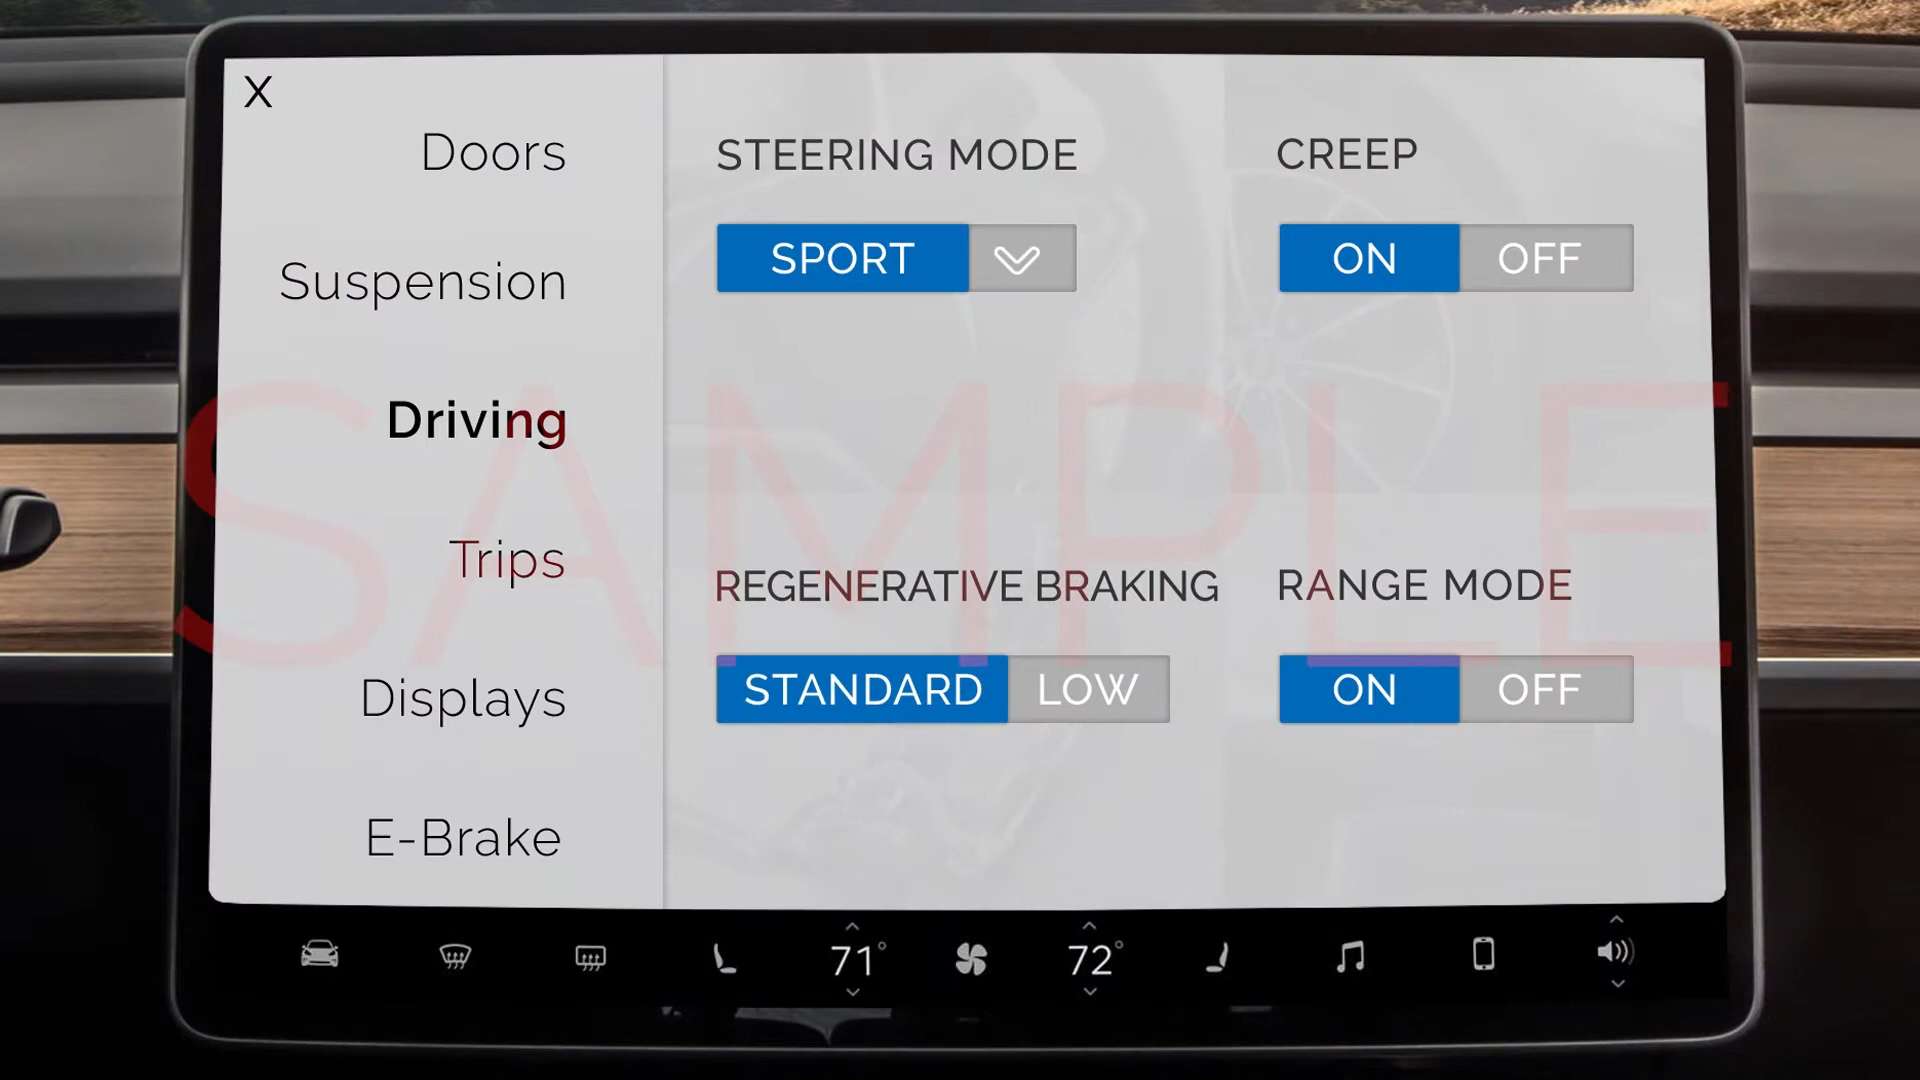 X
Doors
Suspension
Driving
Trips
Displays
E-Brake
STEERING MODE
SPORT
CREEP
ON OFF
REGENERATIVE BRAKING
STANDARD LOW
RANGE MODE
ON OFF
SAMPLE
71°
72°